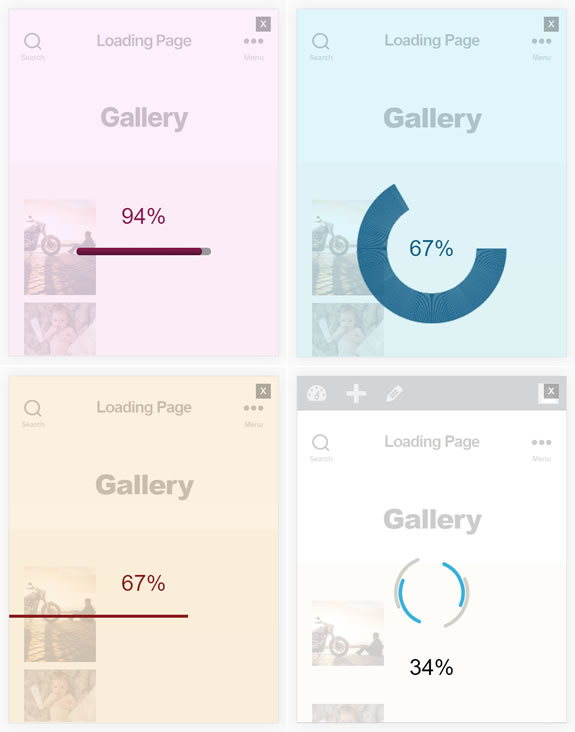 X
Loading Page
Search
Menu
Gallery
94%
X
Loading Page
Search
Menu
Gallery
67%
X
Loading Page
Search
Menu
Gallery
67%
X
Loading Page
Search
Menu
Gallery
34%